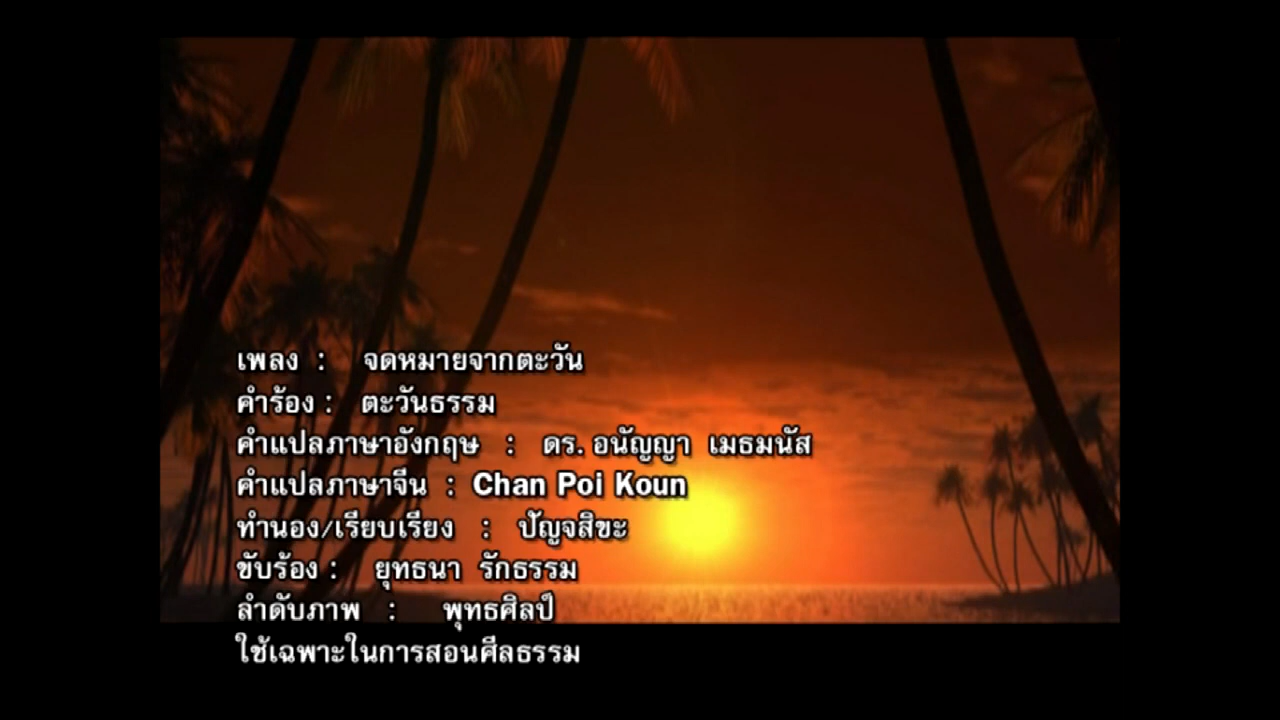 เพลง : จดหมายจากตะวัน
คำร้อง : ตะวันธรรม
คำแปลภาษาอังกฤษ : ดร. อนัญญา เมธมนัส
คำแปลภาษาจีน : Chan Poi Koun
ทำนอง/เรียบเรียง : ปัญจสิขะ
ขับร้อง : ยุทธนา รักธรรม
ลำดับภาพ : พุทธศิลป์
ใช้เฉพาะในการสอนศีลธรรม